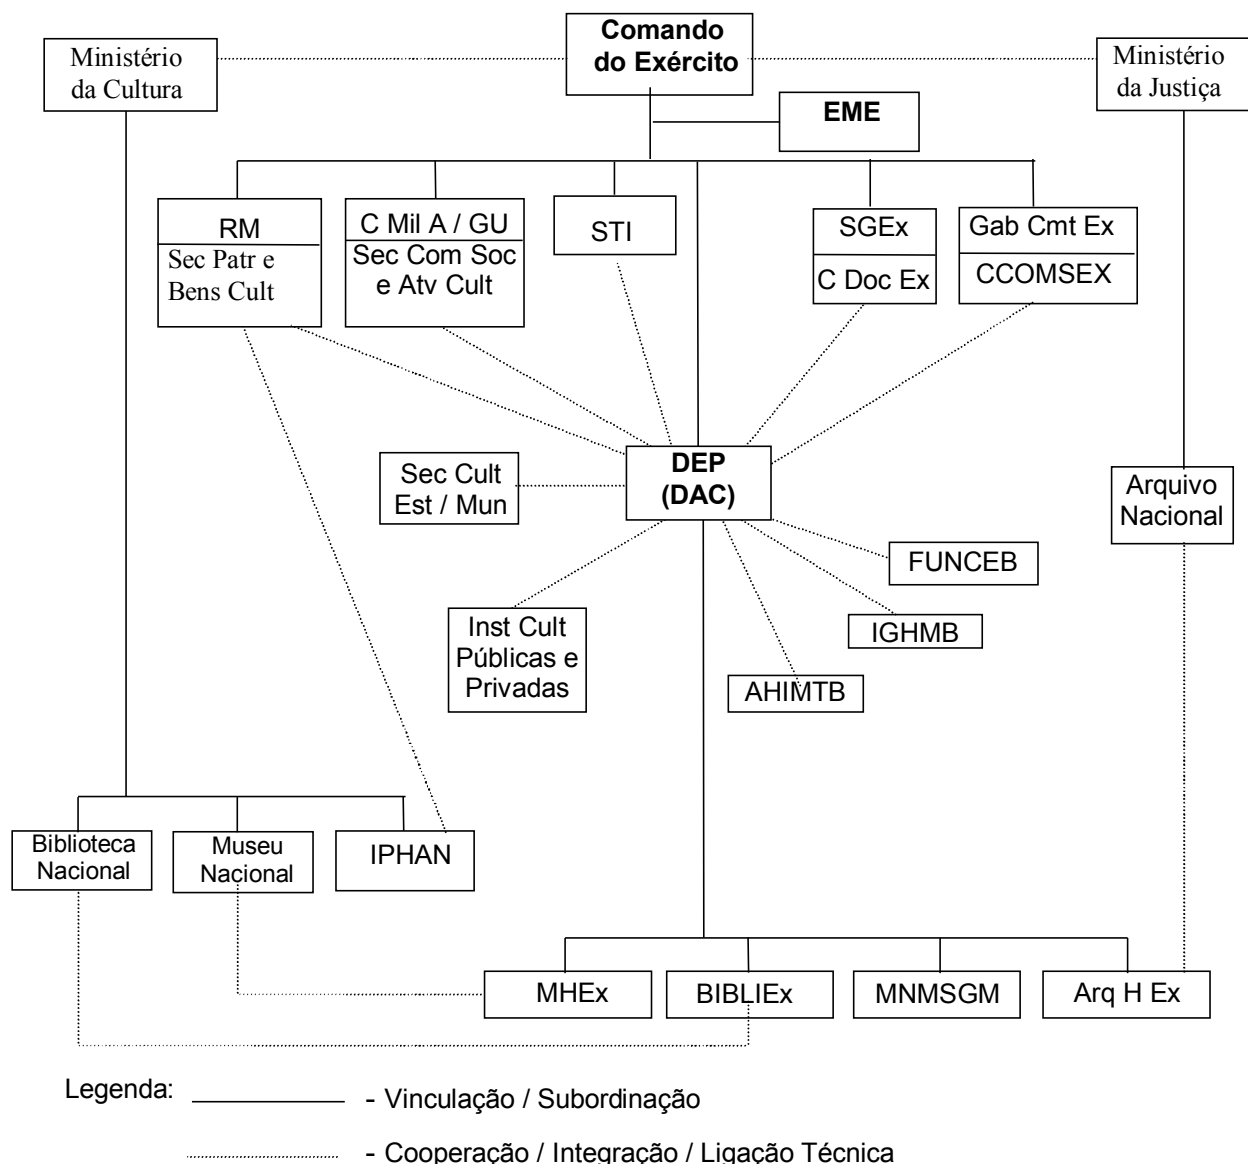 Comando
do Exército
Ministério
da Cultura
Ministério
da Justiça
EME
RM
Sec Patr e
Bens Cult
C Mil A / GU
Sec Com Soc
e Atv Cult
STI
SGEx
C Doc Ex
Gab Cmt Ex
CCOMSEX
DEP
(DAC)
Sec Cult
Est / Mun
Arquivo
Nacional
FUNCEB
IGHMB
Inst Cult
Públicas e
Privadas
AHIMTB
Biblioteca
Nacional
Museu
Nacional
IPHAN
MHEx
BIBLIEx
MNMSGM
Arq H Ex
Legenda:
- Vinculação / Subordinação
- Cooperação / Integração / Ligação Técnica